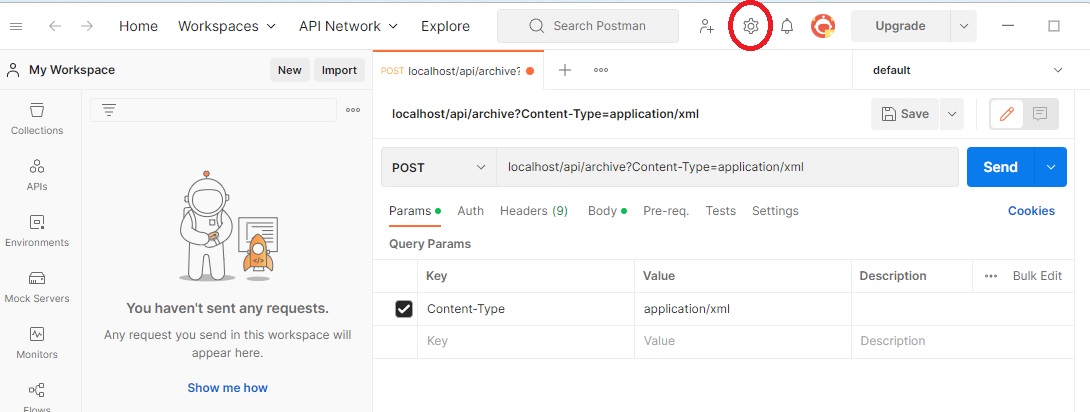 Home Workspaces API Network Explore Search Postman Upgrade
My Workspace New Import POST localhost/api/archive? default
Collections
APIs
Environments
Mock Servers
Monitors
Flows
You haven't sent any requests.
Any request you send in this workspace will
appear here.
Show me how
localhost/api/archive?Content-Type=application/xml Save
POST localhost/api/archive?Content-Type=application/xml Send
Params Auth Headers (9) Body Pre-req. Tests Settings Cookies
Query Params
Key Value Description Bulk Edit
Content-Type application/xml
Key Value Description